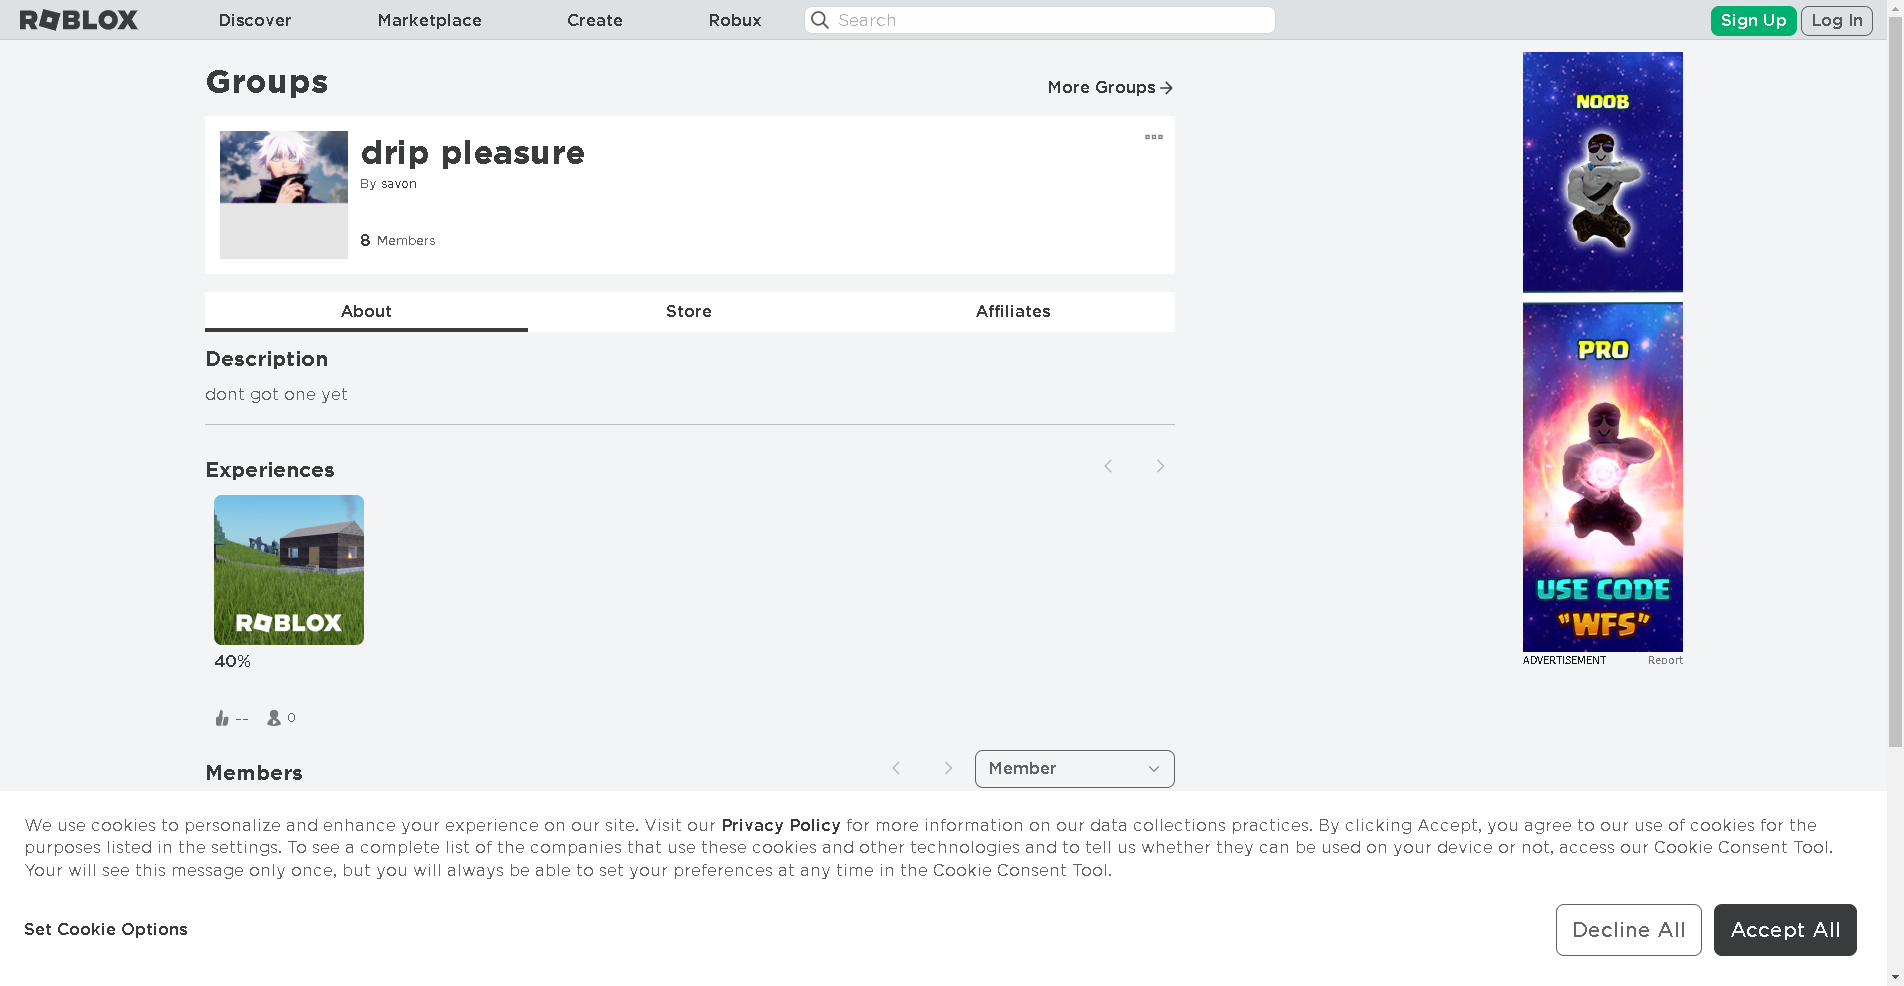 ROBLOX
Discover
Marketplace
Create
Robux
Search
Sign Up
Log In
Groups
More Groups
drip pleasure
By savon
8 Members
About
Store
Affiliates
Description
dont got one yet
Experiences
ROBLOX
40%
--
0
Members
Member
NOOB
PRO
USE CODE
"WFS"
ADVERTISEMENT
Report
We use cookies to personalize and enhance your experience on our site. Visit our Privacy Policy for more information on our data collections practices. By clicking Accept, you agree to our use of cookies for the
purposes listed in the settings. To see a complete list of the companies that use these cookies and other technologies and to tell us whether they can be used on your device or not, access our Cookie Consent Tool.
Your will see this message only once, but you will always be able to set your preferences at any time in the Cookie Consent Tool.
Set Cookie Options
Decline All
Accept All